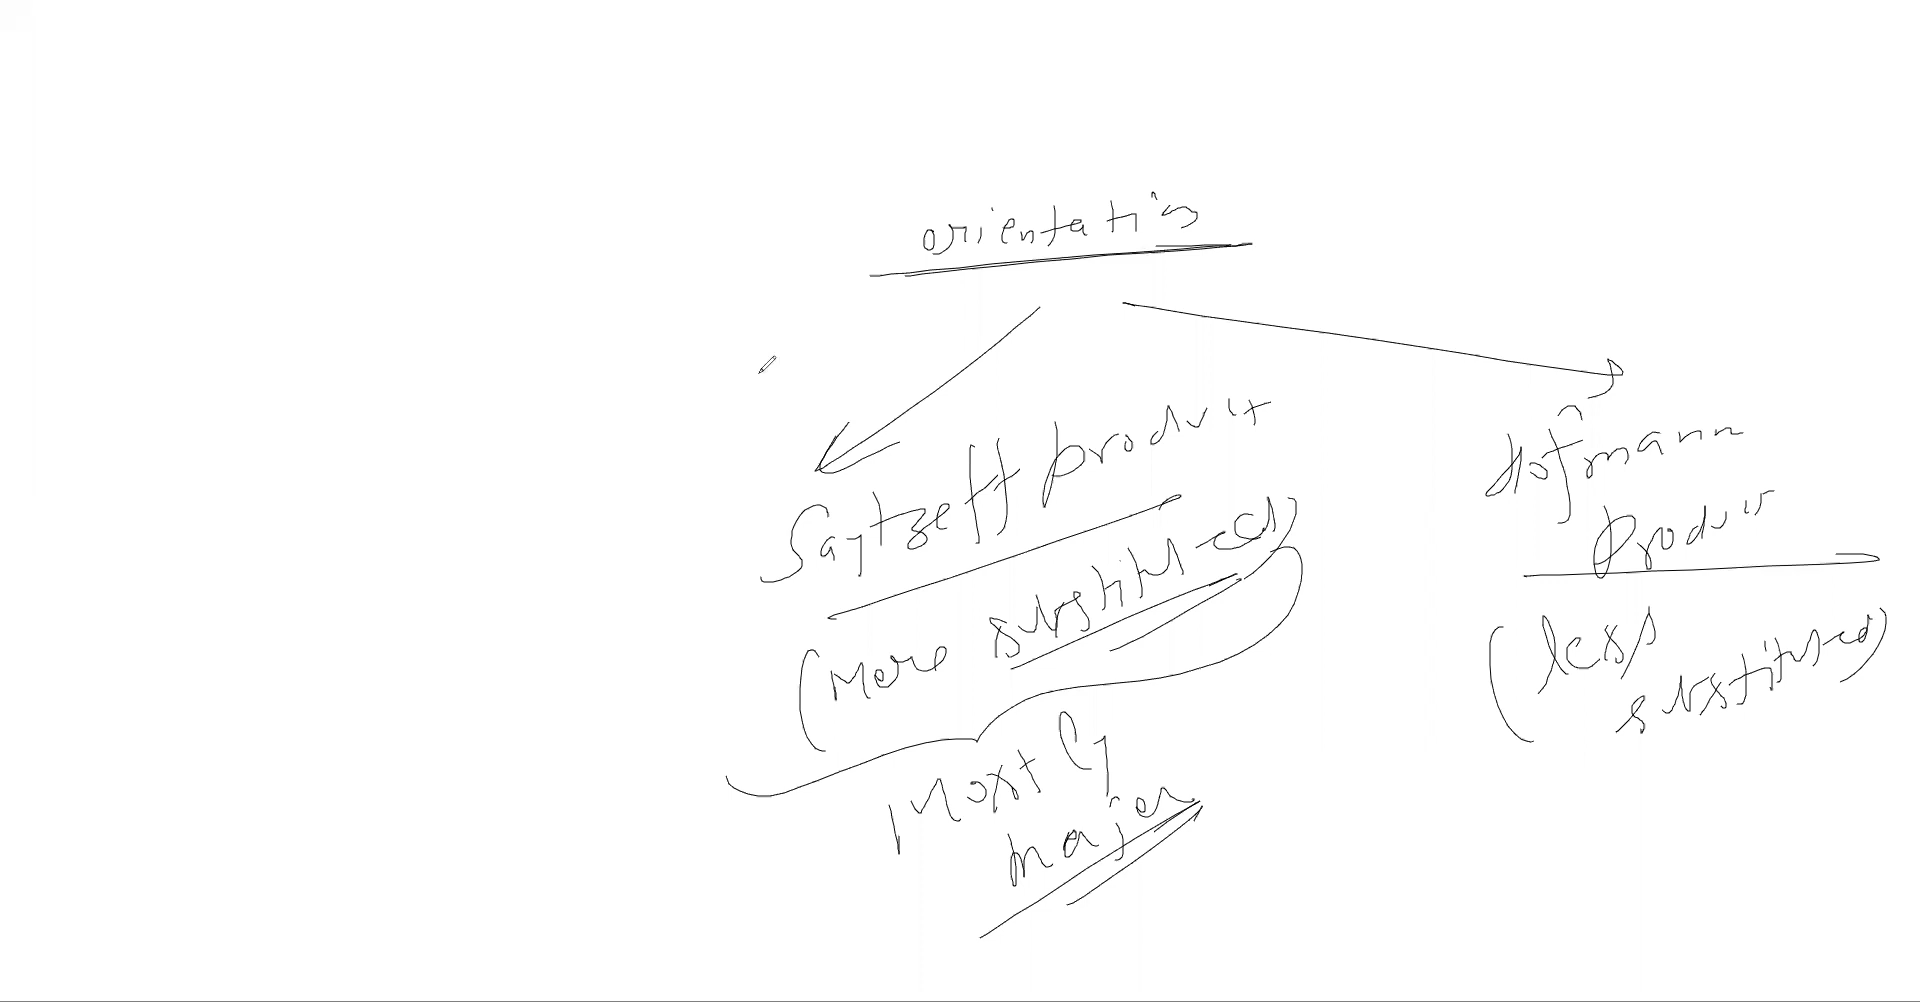 orientation
Saytzeff product
(More substituted)
Mostly
major
Hofmann
Product
(less
substituted)